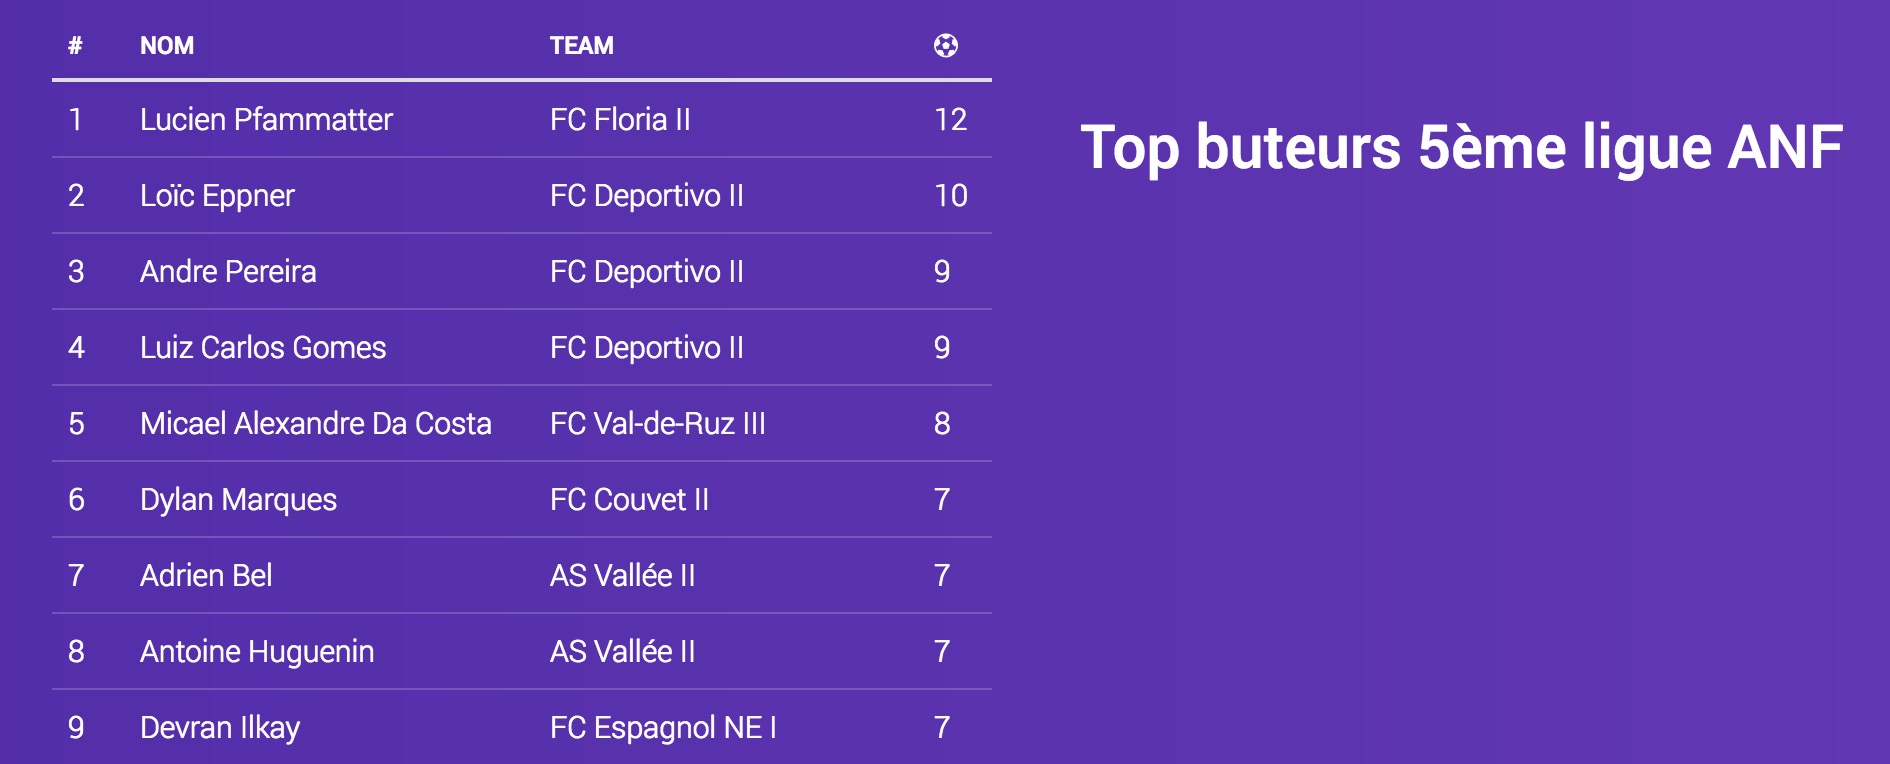 # NOM TEAM
1 Lucien Pfammatter FC Floria II 12
2 Loïc Eppner FC Deportivo II 10
3 Andre Pereira FC Deportivo II 9
4 Luiz Carlos Gomes FC Deportivo II 9
5 Micael Alexandre Da Costa FC Val-de-Ruz III 8
6 Dylan Marques FC Couvet II 7
7 Adrien Bel AS Vallée II 7
8 Antoine Huguenin AS Vallée II 7
9 Devran Ilkay FC Espagnol NE I 7
Top buteurs 5ème ligue ANF